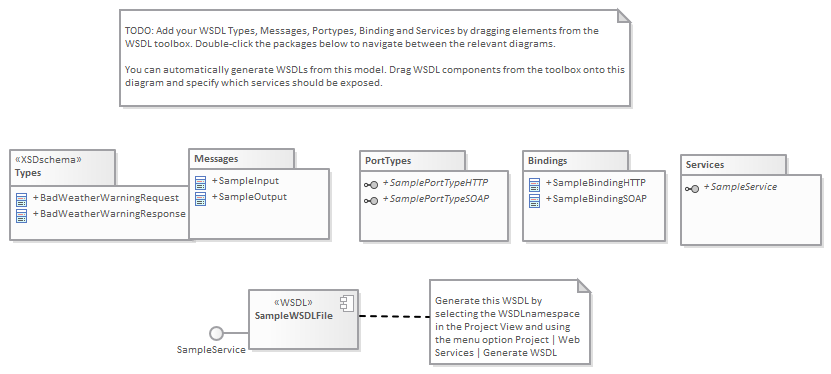 TODO: Add your WSDL Types, Messages, Portypes, Binding and Services by dragging elements from the
WSDL toolbox. Double-click the packages below to navigate between the relevant diagrams.
You can automatically generate WSDLs from this model. Drag WSDL components from the toolbox onto this
diagram and specify which services should be exposed.
«XSDschema»
Types
+BadWeatherWarningRequest
+BadWeatherWarningResponse
Messages
+SampleInput
+SampleOutput
PortTypes
+SamplePortTypeHTTP
+SamplePortTypeSOAP
Bindings
+SampleBindingHTTP
+SampleBindingSOAP
Services
+SampleService
«WSDL»
SampleWSDLFile
SampleService
Generate this WSDL by
selecting the WSDLnamespace
in the Project View and using
the menu option Project | Web
Services | Generate WSDL